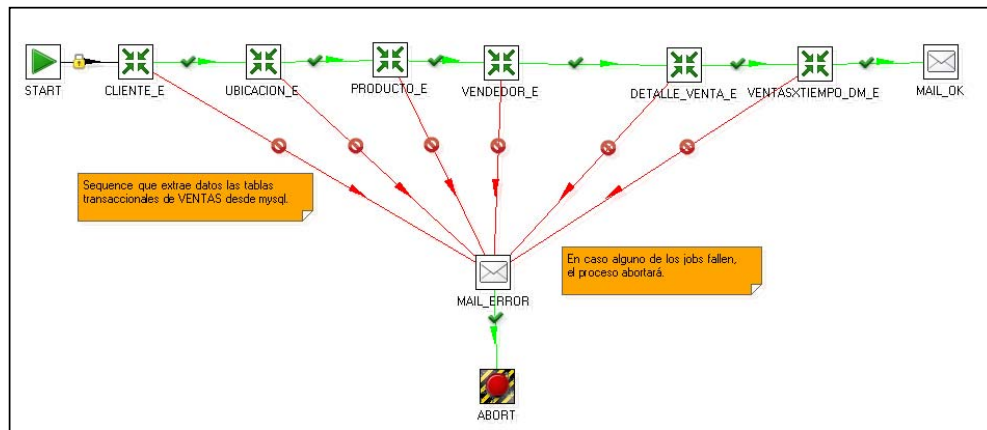 START
CLIENTE_E
UBICACION_E
PRODUCTO_E
VENDEDOR_E
DETALLE_VENTA_E
VENTASXTIEMPO_DM_E
MAIL_OK
Sequence que extrae datos las tablas
transaccionales de VENTAS desde mysql.
En caso alguno de los jobs fallen,
el proceso abortará.
MAIL_ERROR
ABORT